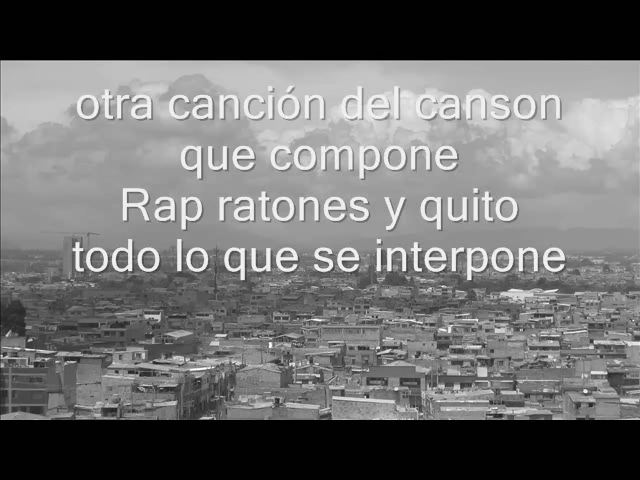 otra canción del canson
que compone
Rap ratones y quito
todo lo que se interpone